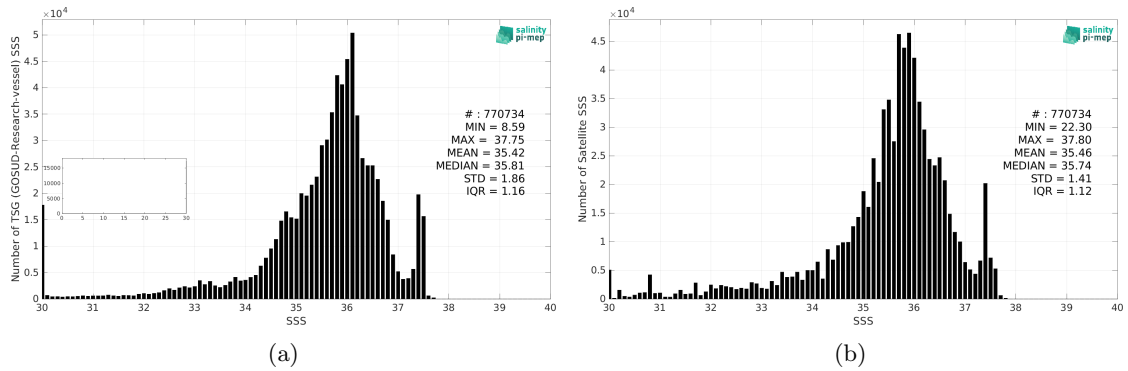 ×10⁴
5
4.5
4
3.5
3
2.5
2
1.5
1
0.5
0
Number of TSG (GOSUD-Research-vessel) SSS
salinity
pi-mep
# : 770734
MIN = 8.59
MAX = 37.75
MEAN = 35.42
MEDIAN = 35.81
STD = 1.86
IQR = 1.16
15000
10000
5000
0
0 5 10 15 20 25 30
30 31 32 33 34 35 36 37 38 39 40
SSS
(a)
×10⁴
4.5
4
3.5
3
2.5
2
1.5
1
0.5
0
Number of Satellite SSS
salinity
pi-mep
# : 770734
MIN = 22.30
MAX = 37.80
MEAN = 35.46
MEDIAN = 35.74
STD = 1.41
IQR = 1.12
30 31 32 33 34 35 36 37 38 39 40
SSS
(b)